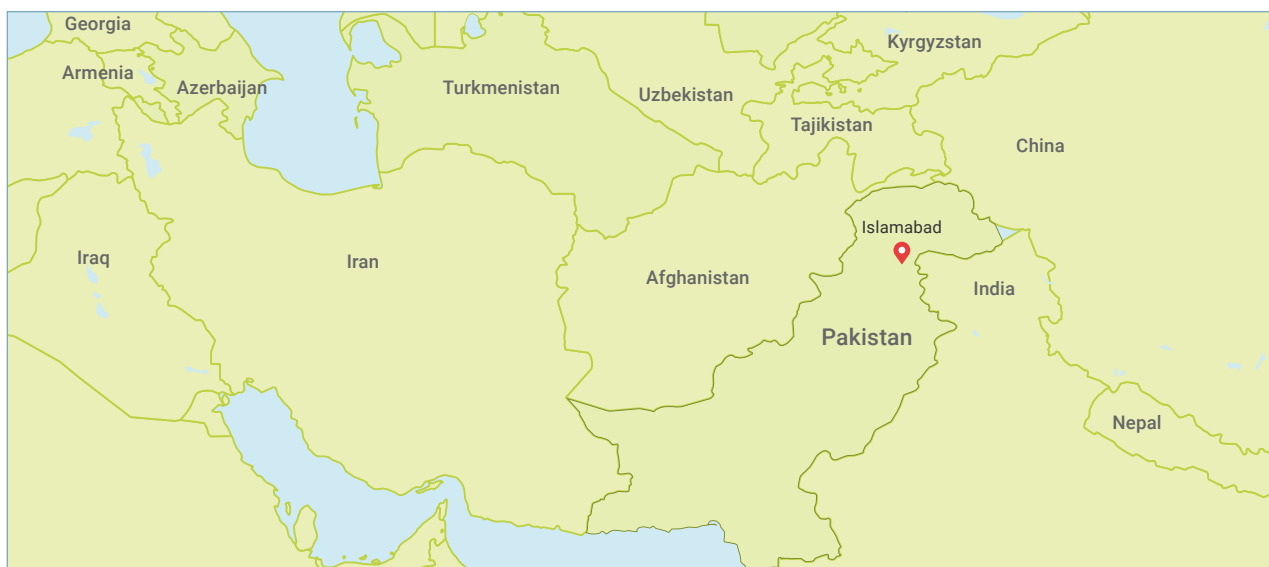 Georgia
Kyrgyzstan
Armenia
Azerbaijan
Turkmenistan
Uzbekistan
Tajikistan
China
Islamabad
Iraq
Iran
Afghanistan
India
Pakistan
Nepal